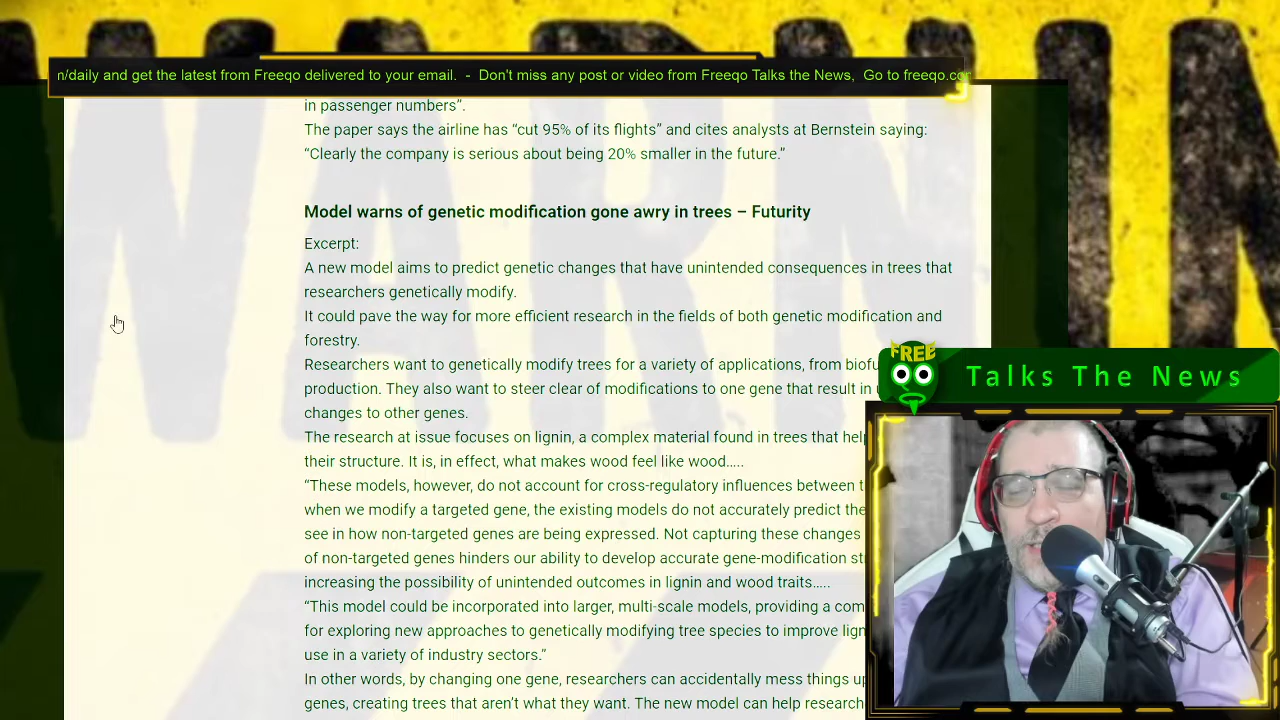 n/daily and get the latest from Freeqo delivered to your email. - Don't miss any post or video from Freeqo Talks the News, Go to freeqo.com
in passenger numbers”.
The paper says the airline has “cut 95% of its flights” and cites analysts at Bernstein saying:
“Clearly the company is serious about being 20% smaller in the future.”
Model warns of genetic modification gone awry in trees – Futurity
Excerpt:
A new model aims to predict genetic changes that have unintended consequences in trees that
researchers genetically modify.
It could pave the way for more efficient research in the fields of both genetic modification and
forestry.
Researchers want to genetically modify trees for a variety of applications, from biofu
production. They also want to steer clear of modifications to one gene that result in
changes to other genes.
The research at issue focuses on lignin, a complex material found in trees that help
their structure. It is, in effect, what makes wood feel like wood…..
“These models, however, do not account for cross-regulatory influences between t
when we modify a targeted gene, the existing models do not accurately predict the
see in how non-targeted genes are being expressed. Not capturing these changes
of non-targeted genes hinders our ability to develop accurate gene-modification st
increasing the possibility of unintended outcomes in lignin and wood traits…..
“This model could be incorporated into larger, multi-scale models, providing a com
for exploring new approaches to genetically modifying tree species to improve lign
use in a variety of industry sectors.”
In other words, by changing one gene, researchers can accidentally mess things up
genes, creating trees that aren't what they want. The new model can help research
FREE
Talks The News
WARNIN